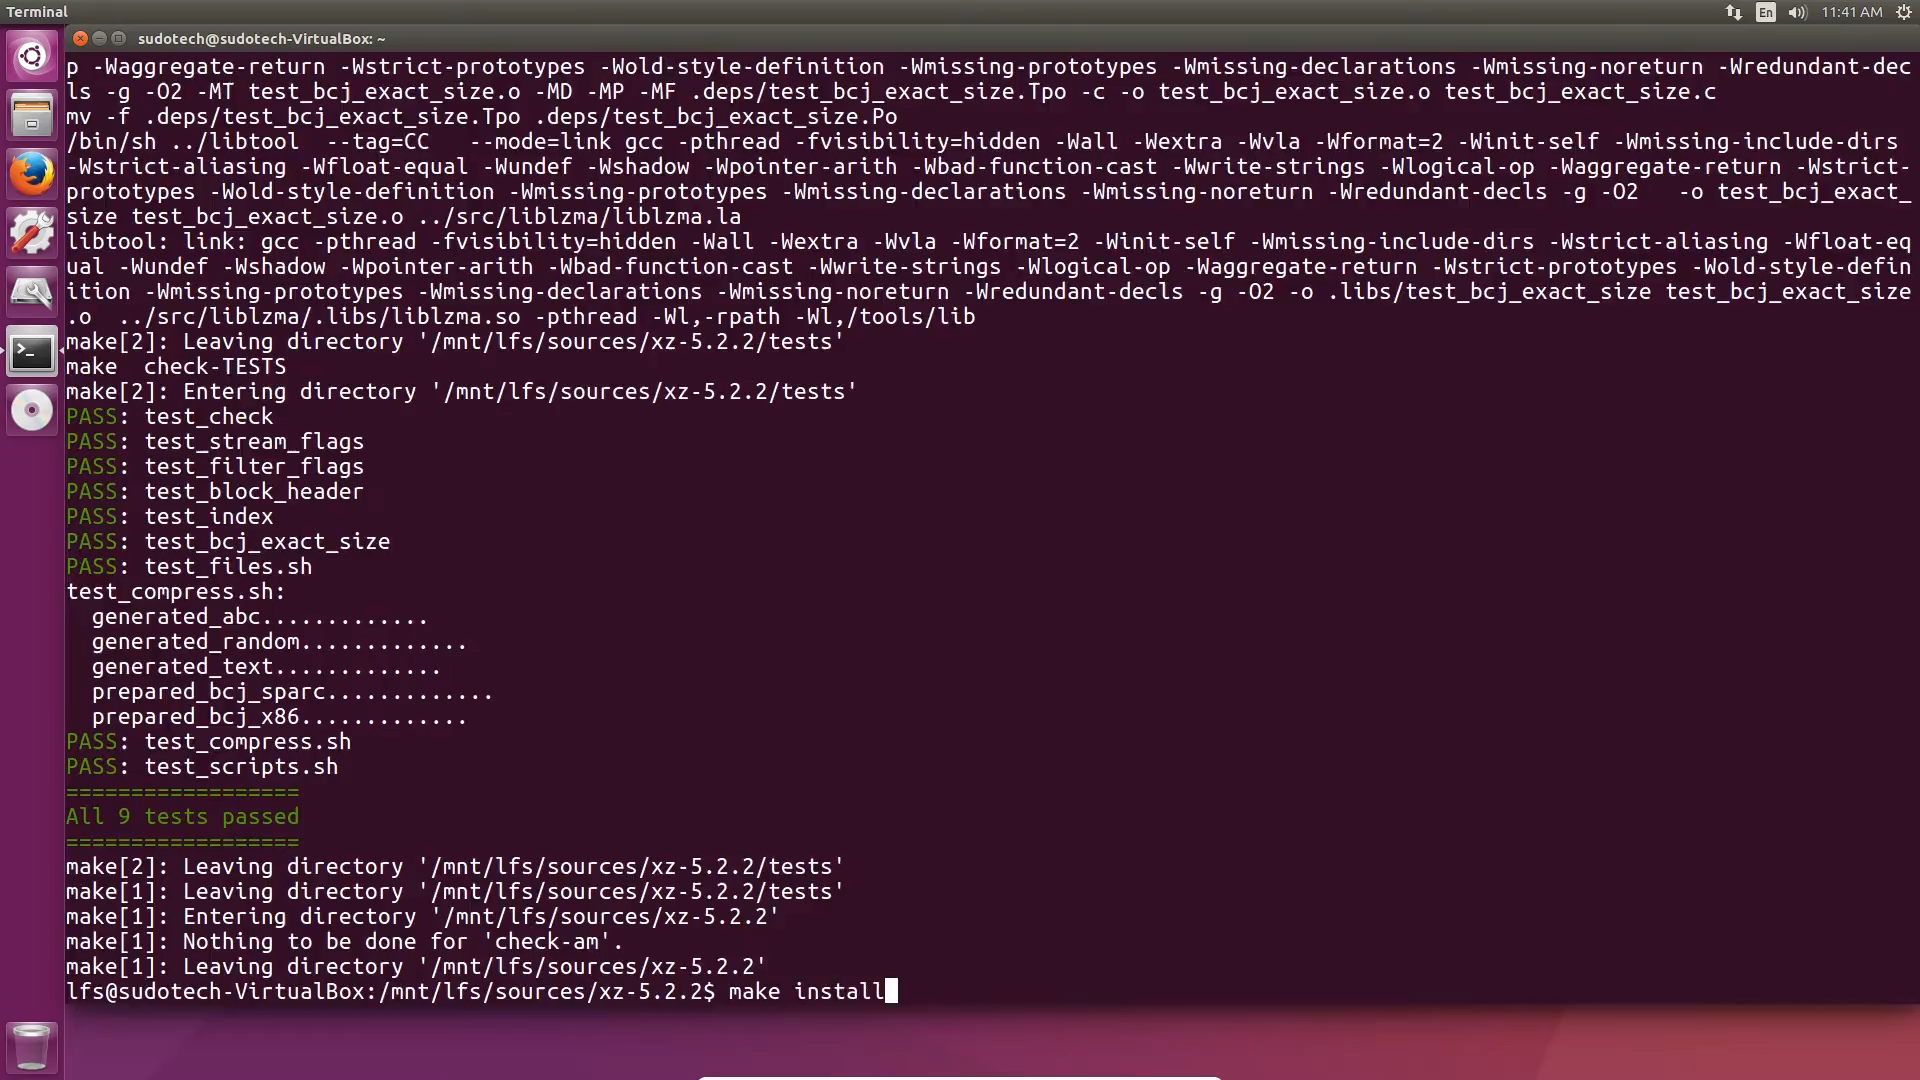 Terminal
En
11:41 AM
sudotech@sudotech-VirtualBox: ~
p -Waggregate-return -Wstrict-prototypes -Wold-style-definition -Wmissing-prototypes -Wmissing-declarations -Wmissing-noreturn -Wredundant-dec
ls -g -O2 -MT test_bcj_exact_size.o -MD -MP -MF .deps/test_bcj_exact_size.Tpo -c -o test_bcj_exact_size.o test_bcj_exact_size.c
mv -f .deps/test_bcj_exact_size.Tpo .deps/test_bcj_exact_size.Po
/bin/sh ../libtool  --tag=CC   --mode=link gcc -pthread -fvisibility=hidden -Wall -Wextra -Wvla -Wformat=2 -Winit-self -Wmissing-include-dirs
-Wstrict-aliasing -Wfloat-equal -Wundef -Wshadow -Wpointer-arith -Wbad-function-cast -Wwrite-strings -Wlogical-op -Waggregate-return -Wstrict-
prototypes -Wold-style-definition -Wmissing-prototypes -Wmissing-declarations -Wmissing-noreturn -Wredundant-decls -g -O2   -o test_bcj_exact_
size test_bcj_exact_size.o ../src/liblzma/liblzma.la
libtool: link: gcc -pthread -fvisibility=hidden -Wall -Wextra -Wvla -Wformat=2 -Winit-self -Wmissing-include-dirs -Wstrict-aliasing -Wfloat-eq
ual -Wundef -Wshadow -Wpointer-arith -Wbad-function-cast -Wwrite-strings -Wlogical-op -Waggregate-return -Wstrict-prototypes -Wold-style-defin
ition -Wmissing-prototypes -Wmissing-declarations -Wmissing-noreturn -Wredundant-decls -g -O2 -o .libs/test_bcj_exact_size test_bcj_exact_size
.o  ../src/liblzma/.libs/liblzma.so -pthread -Wl,-rpath -Wl,/tools/lib
make[2]: Leaving directory '/mnt/lfs/sources/xz-5.2.2/tests'
make  check-TESTS
make[2]: Entering directory '/mnt/lfs/sources/xz-5.2.2/tests'
PASS: test_check
PASS: test_stream_flags
PASS: test_filter_flags
PASS: test_block_header
PASS: test_index
PASS: test_bcj_exact_size
PASS: test_files.sh
test_compress.sh:
  generated_abc.............
  generated_random.............
  generated_text.............
  prepared_bcj_sparc.............
  prepared_bcj_x86.............
PASS: test_compress.sh
PASS: test_scripts.sh
==================
All 9 tests passed
==================
make[2]: Leaving directory '/mnt/lfs/sources/xz-5.2.2/tests'
make[1]: Leaving directory '/mnt/lfs/sources/xz-5.2.2/tests'
make[1]: Entering directory '/mnt/lfs/sources/xz-5.2.2'
make[1]: Nothing to be done for 'check-am'.
make[1]: Leaving directory '/mnt/lfs/sources/xz-5.2.2'
lfs@sudotech-VirtualBox:/mnt/lfs/sources/xz-5.2.2$ make install